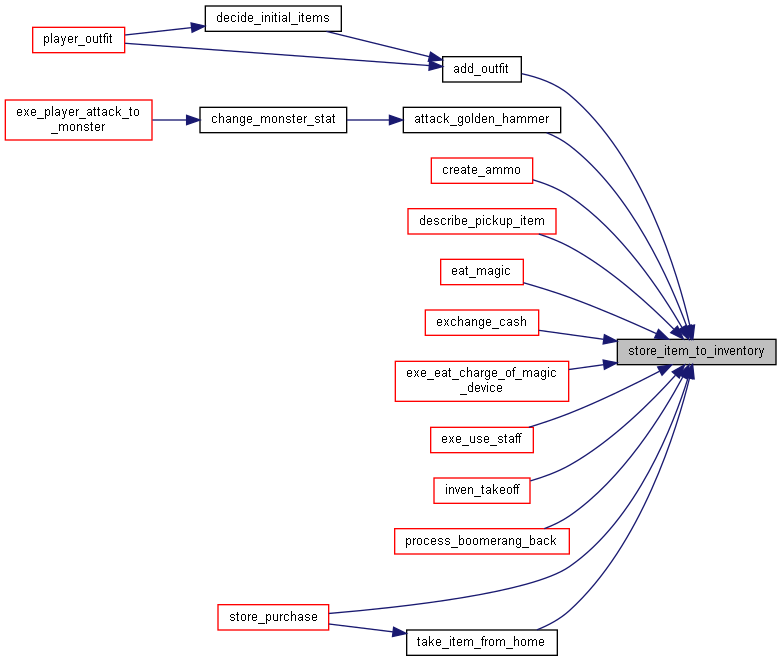 decide_initial_items
player_outfit
add_outfit
exe_player_attack_to
_monster
change_monster_stat
attack_golden_hammer
create_ammo
describe_pickup_item
eat_magic
exchange_cash
store_item_to_inventory
exe_eat_charge_of_magic
_device
exe_use_staff
inven_takeoff
process_boomerang_back
store_purchase
take_item_from_home